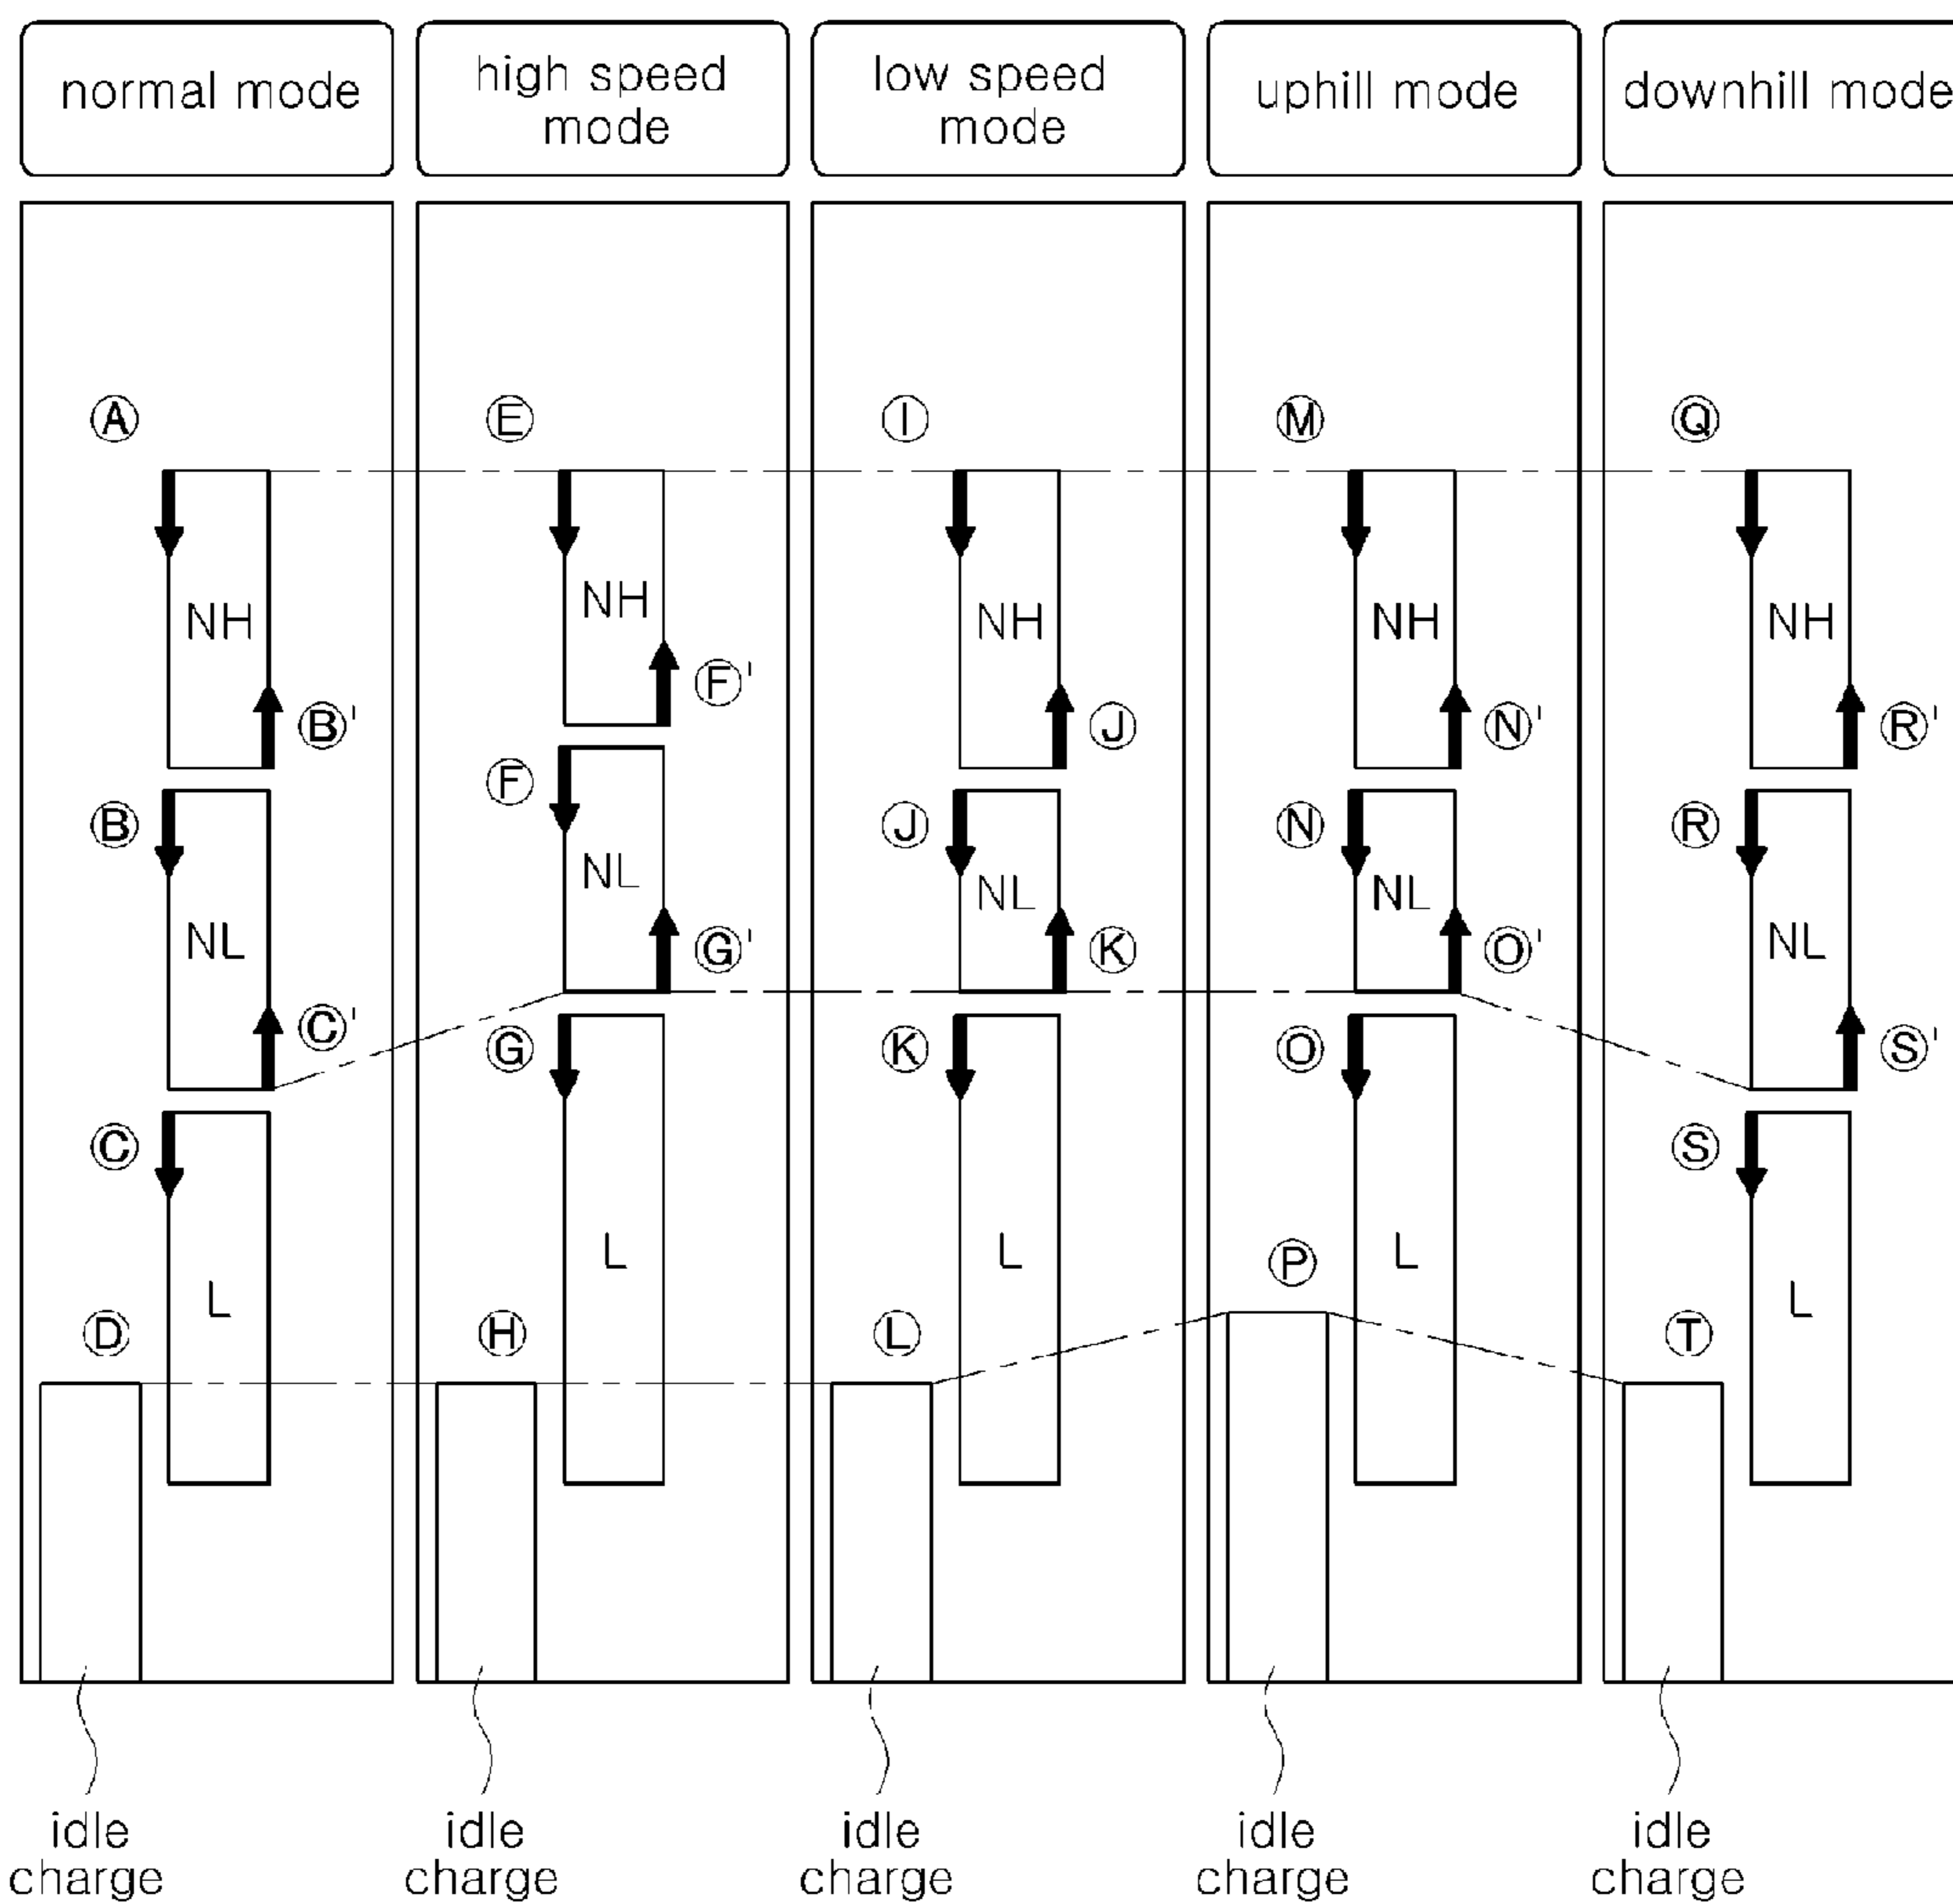 normal mode
high speed
mode
low speed
mode
uphill mode
downhill mode
Ⓐ
Ⓔ
Ⓘ
Ⓜ
Ⓠ
NH
NH
NH
NH
NH
Ⓑ'
Ⓕ'
Ⓙ
Ⓝ'
Ⓡ'
Ⓑ
Ⓕ
Ⓙ
Ⓝ
Ⓡ
NL
NL
NL
NL
NL
Ⓒ'
Ⓖ'
Ⓚ
Ⓞ'
Ⓢ'
Ⓒ
Ⓖ
Ⓚ
Ⓞ
Ⓢ
L
L
L
L
L
Ⓓ
Ⓗ
Ⓛ
Ⓟ
Ⓣ
idle
charge
idle
charge
idle
charge
idle
charge
idle
charge